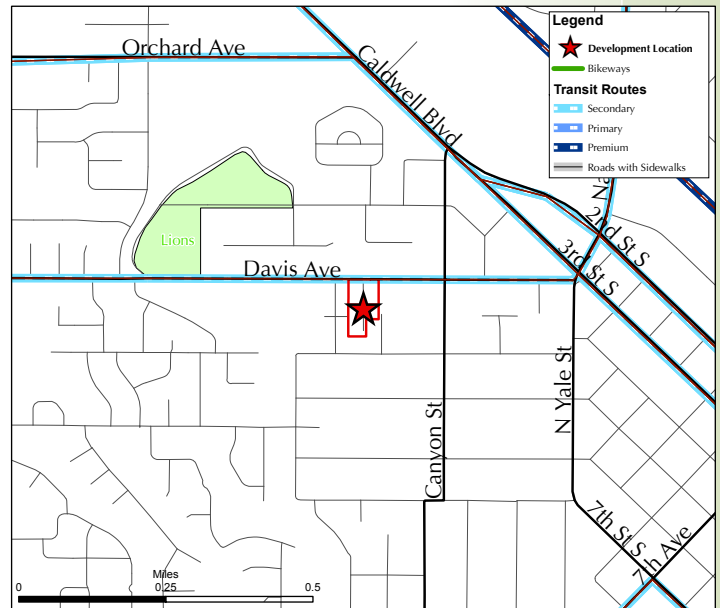 Orchard Ave
Caldwell Blvd
Lions
Davis Ave
2nd St S
3rd St S
Canyon St
N Yale St
7th St S
7th Ave
Legend
Development Location
Bikeways
Transit Routes
Secondary
Primary
Premium
Roads with Sidewalks
Miles
0 0.25 0.5